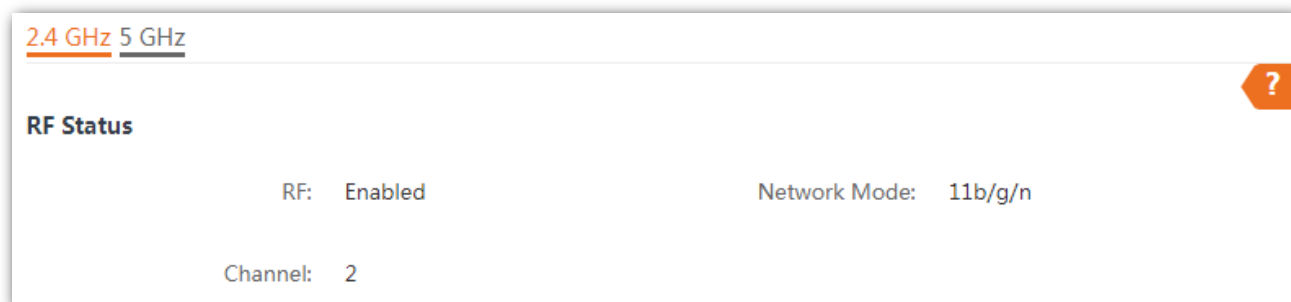 2.4 GHz 5 GHz
?
RF Status
RF: Enabled Network Mode: 11b/g/n
Channel: 2